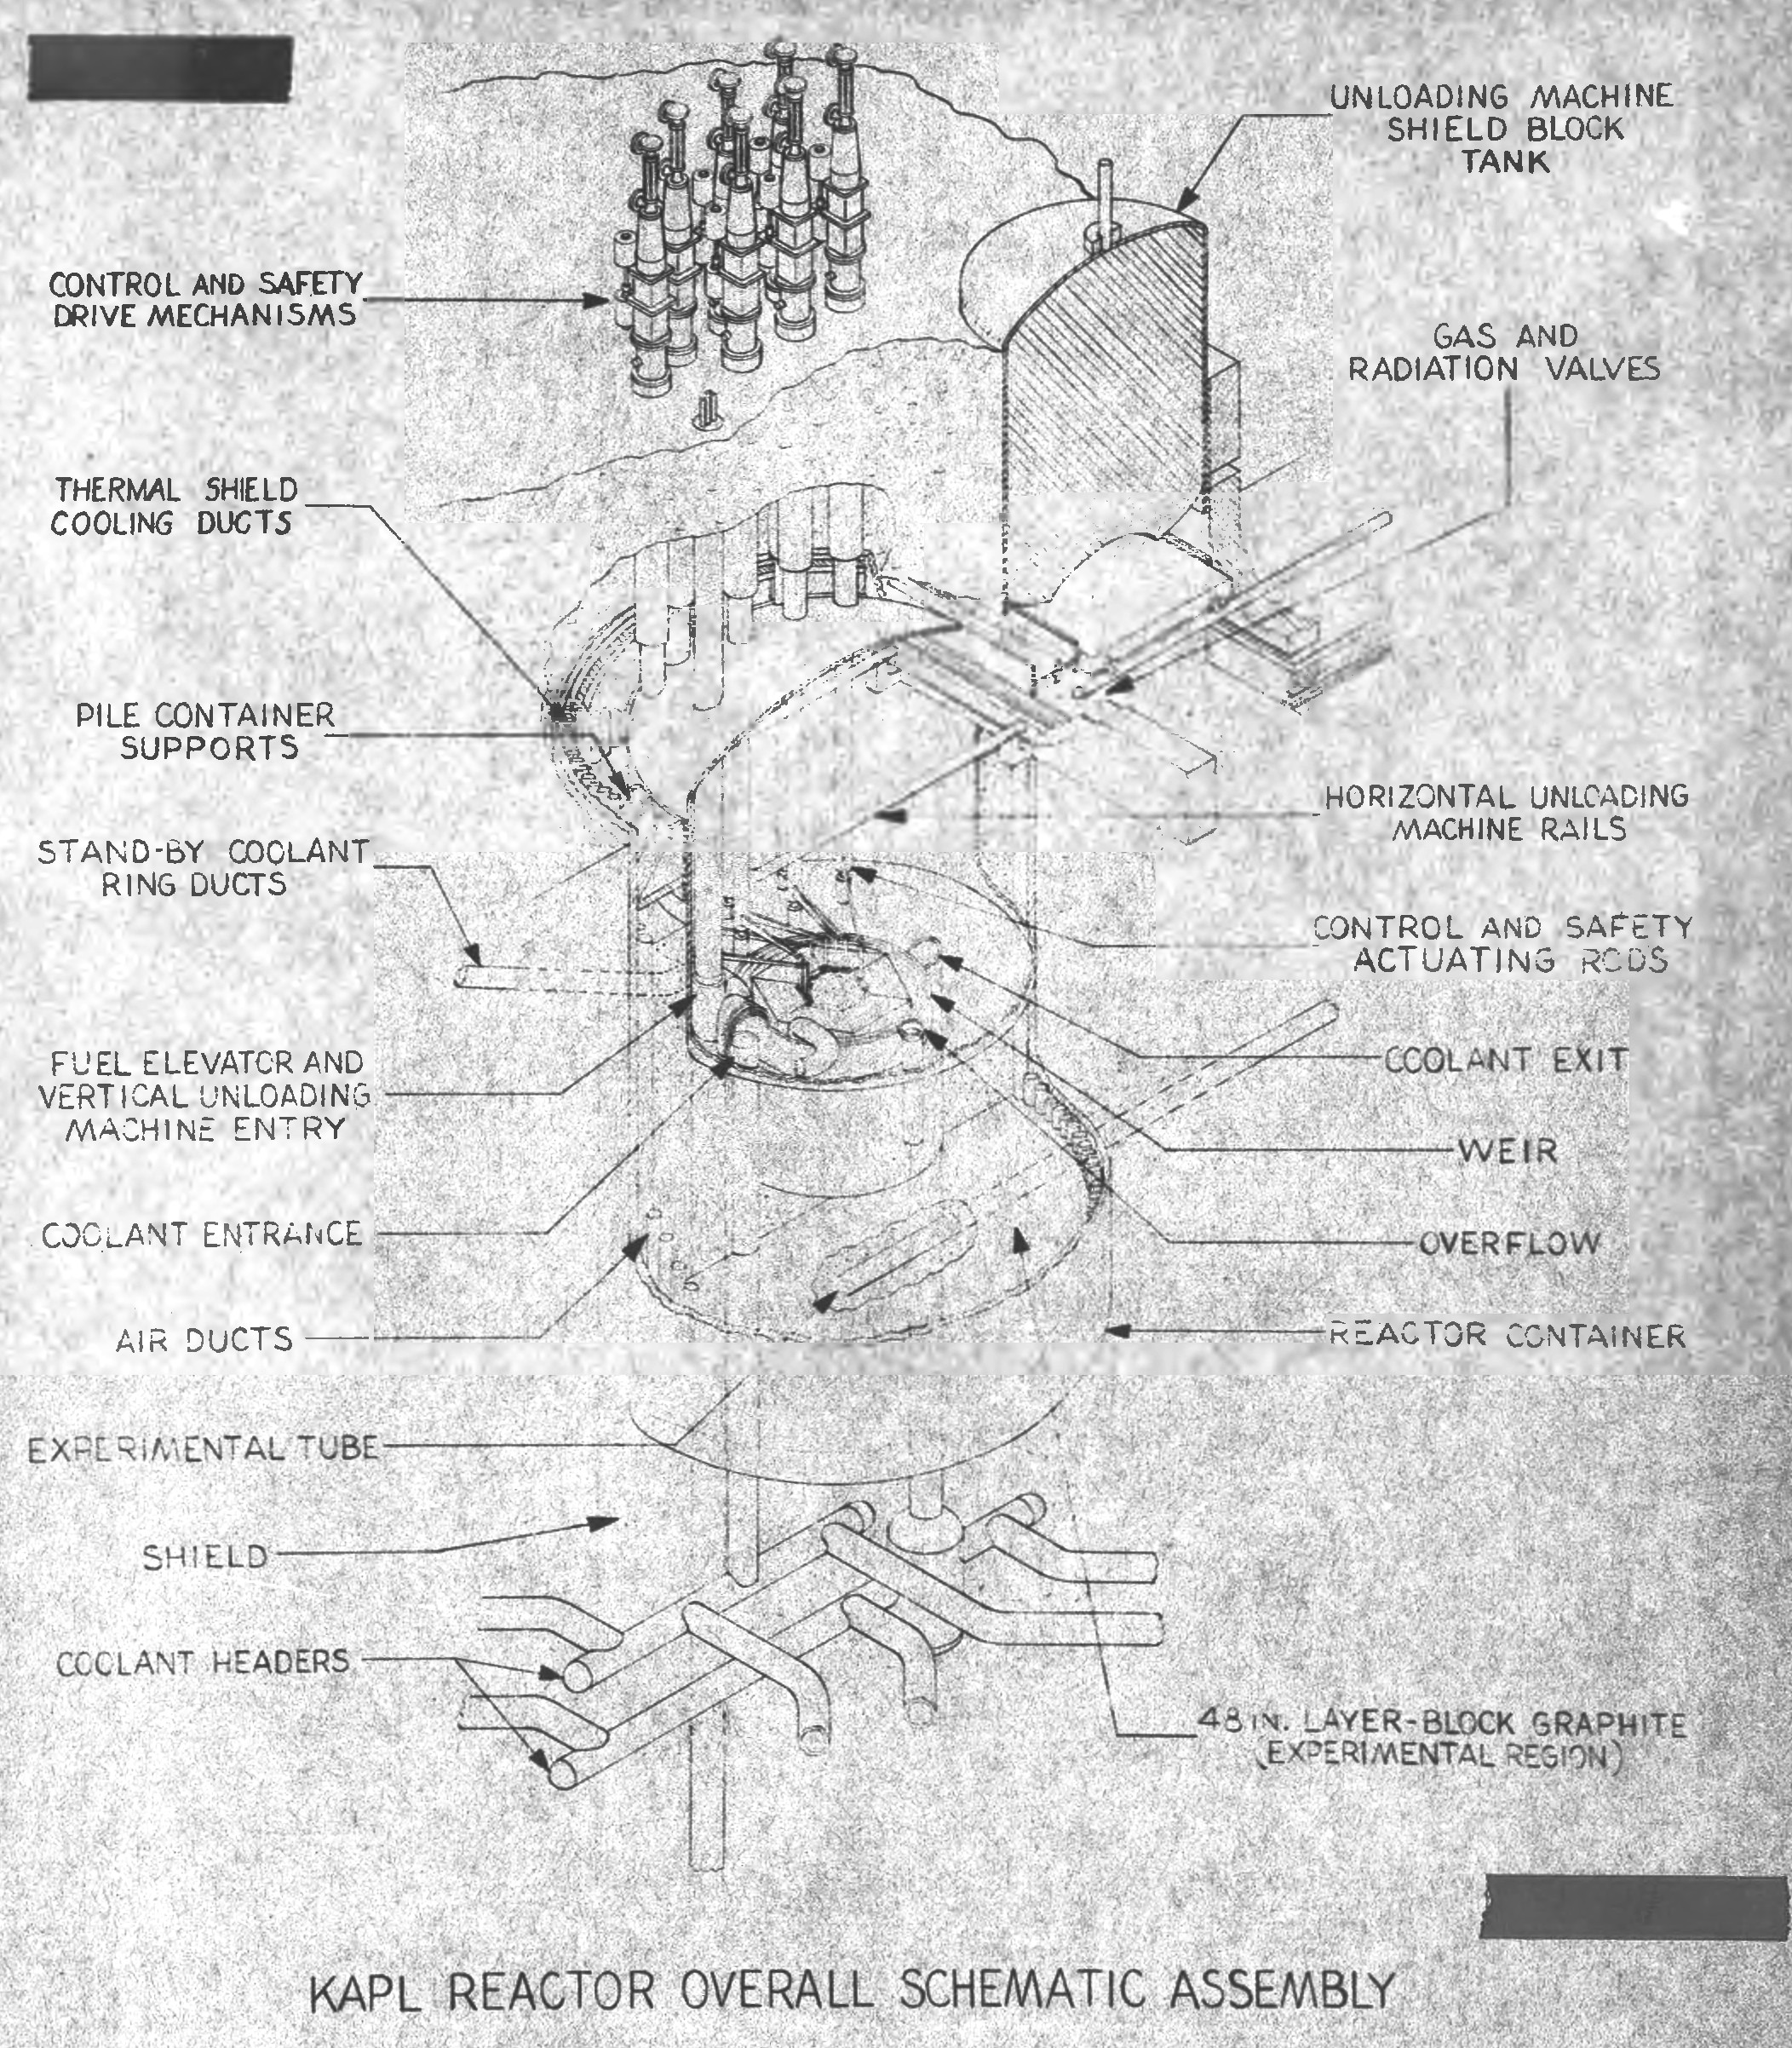 UNLOADING MACHINE
SHIELD BLOCK
TANK
CONTROL AND SAFETY
DRIVE MECHANISMS
GAS AND
RADIATION VALVES
THERMAL SHIELD
COOLING DUCTS
PILE CONTAINER
SUPPORTS
HORIZONTAL UNLOADING
MACHINE RAILS
STAND-BY COOLANT
RING DUCTS
CONTROL AND SAFETY
ACTUATING RODS
FUEL ELEVATOR AND
VERTICAL UNLOADING
MACHINE ENTRY
COOLANT EXIT
WEIR
COOLANT ENTRANCE
OVERFLOW
AIR DUCTS
REACTOR CONTAINER
EXPERIMENTAL TUBE
SHIELD
COOLANT HEADERS
48 IN. LAYER-BLOCK GRAPHITE
(EXPERIMENTAL REGION)
KAPL REACTOR OVERALL SCHEMATIC ASSEMBLY